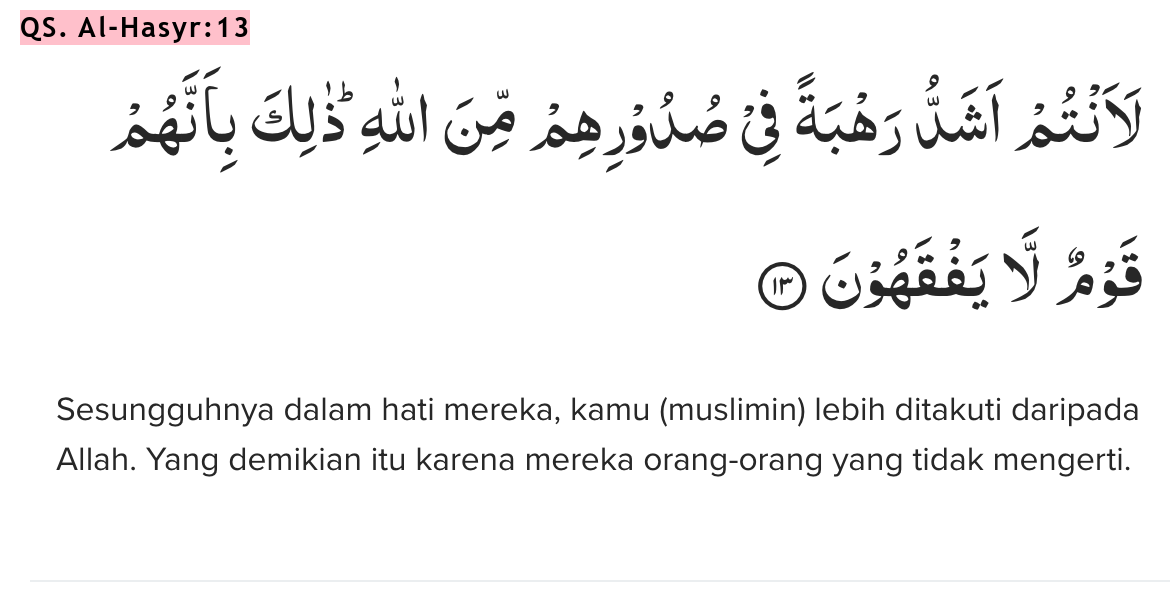 QS. Al-Hasyr:13
لَاَنْتُمْ اَشَدُّ رَهْبَةً فِيْ صُدُوْرِهِمْ مِّنَ اللّٰهِ ۗذٰلِكَ بِاَنَّهُمْ
قَوْمٌ لَّا يَفْقَهُوْنَ ١٣
Sesungguhnya dalam hati mereka, kamu (muslimin) lebih ditakuti daripada
Allah. Yang demikian itu karena mereka orang-orang yang tidak mengerti.